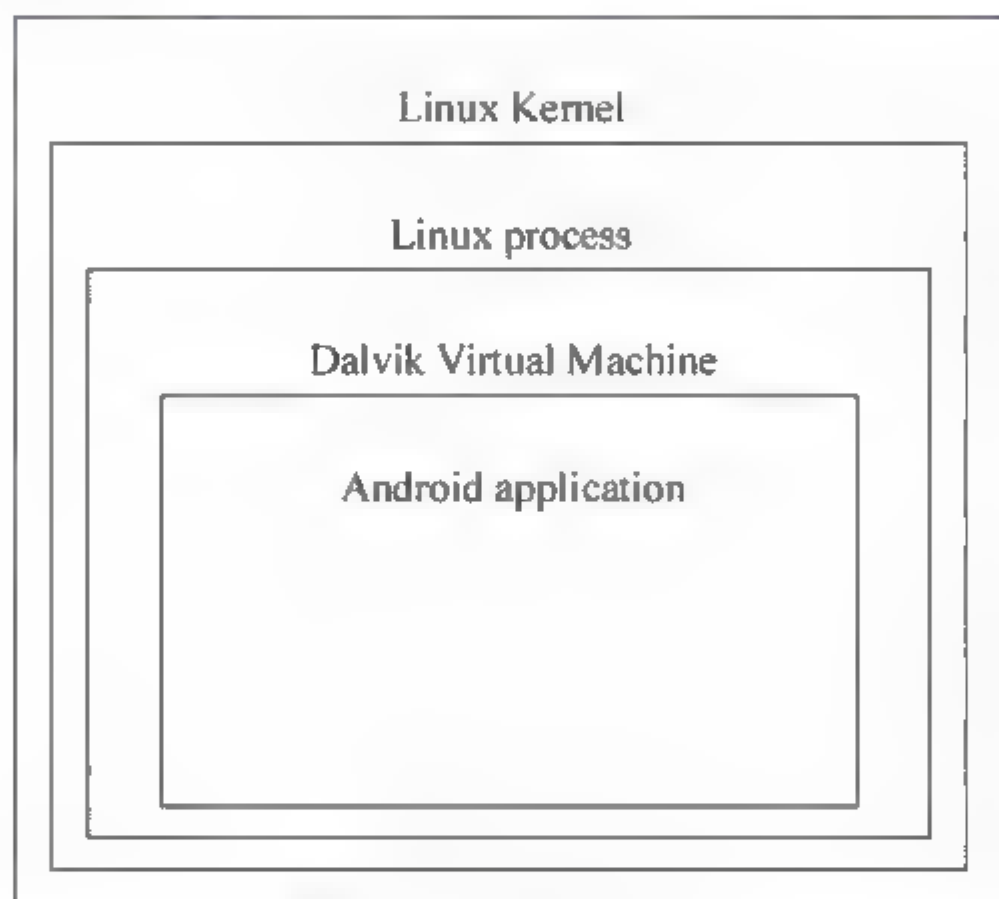 Linux Kernel
Linux process
Dalvik Virtual Machine
Android application